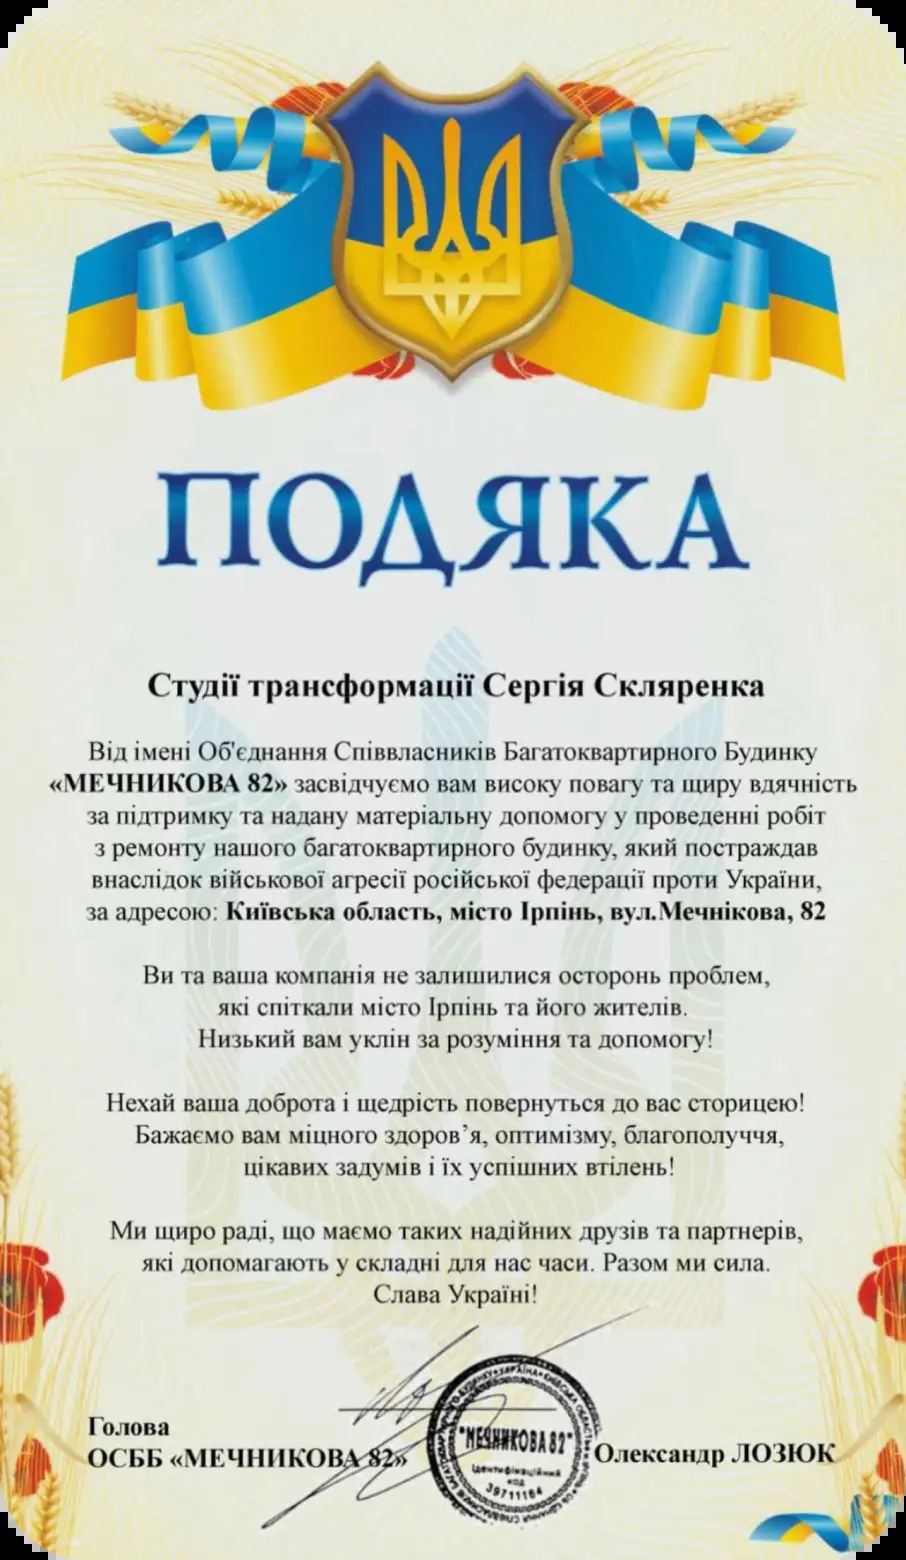 ПОДЯКА
Студії трансформації Сергія Скляренка
Від імені Об'єднання Співвласників Багатоквартирного Будинку
«МЕЧНИКОВА 82» засвідчуємо вам високу повагу та щиру вдячність
за підтримку та надану матеріальну допомогу у проведенні робіт
з ремонту нашого багатоквартирного будинку, який постраждав
внаслідок військової агресії російської федерації проти України,
за адресою: Київська область, місто Ірпінь, вул.Мечнікова, 82
Ви та ваша компанія не залишилися осторонь проблем,
які спіткали місто Ірпінь та його жителів.
Низький вам уклін за розуміння та допомогу!
Нехай ваша доброта і щедрість повернуться до вас сторицею!
Бажаємо вам міцного здоров’я, оптимізму, благополуччя,
цікавих задумів і їх успішних втілень!
Ми щиро раді, що маємо таких надійних друзів та партнерів,
які допомагають у складні для нас часи. Разом ми сила.
Слава Україні!
Голова
ОСББ «МЕЧНИКОВА 82»
"МЕЧНИКОВА 82"
ідентифікаційний
код
39711164
Олександр ЛОЗЮК